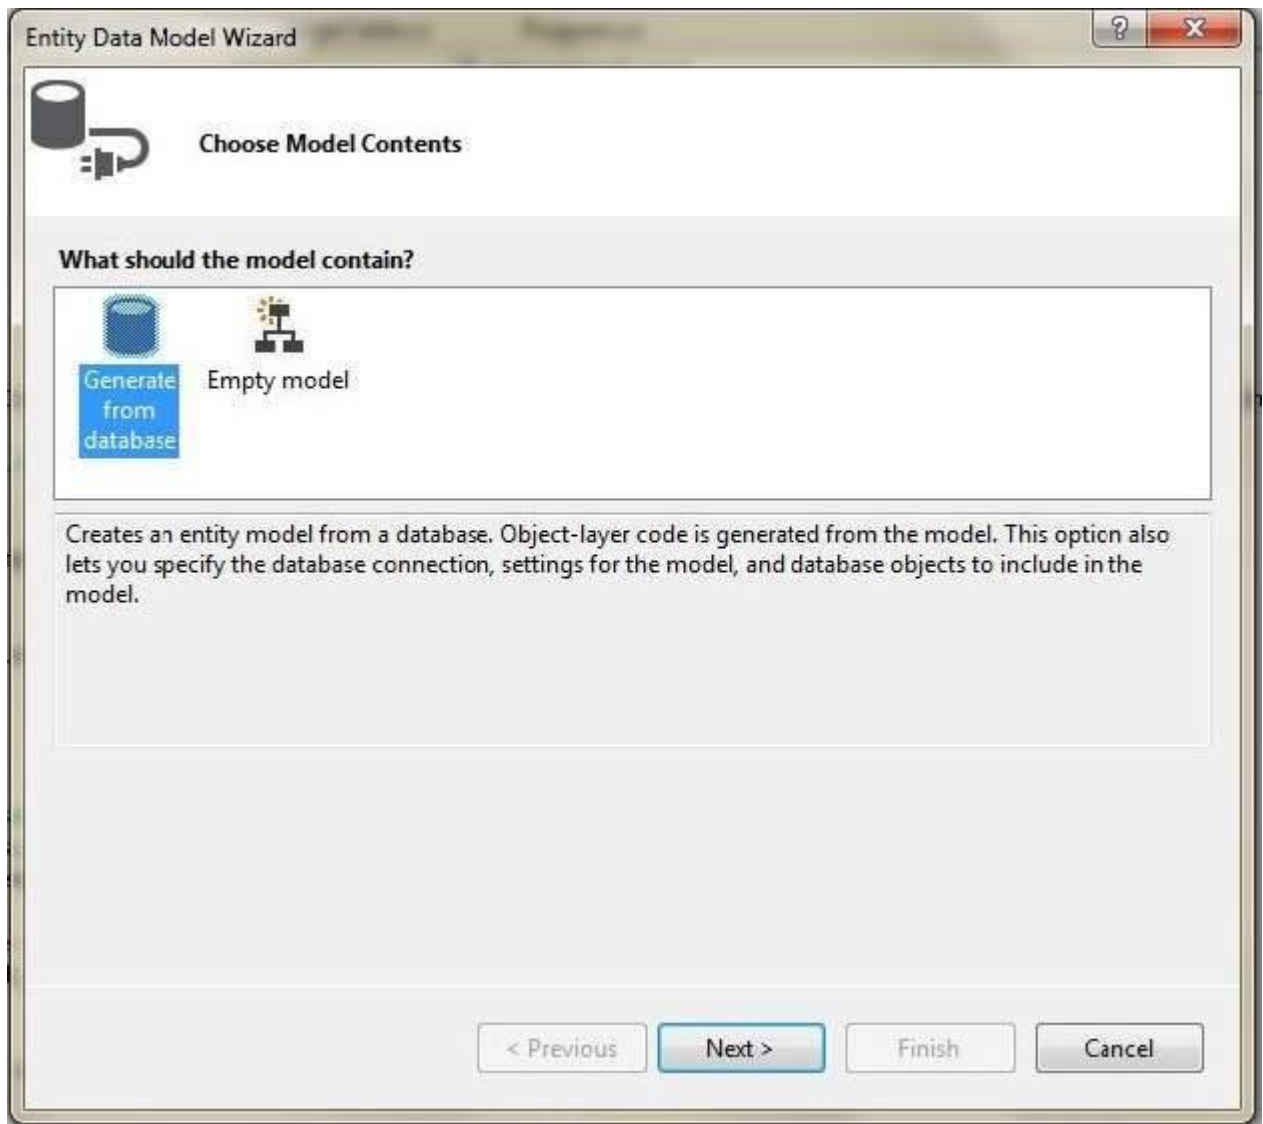 Entity Data Model Wizard
Choose Model Contents
What should the model contain?
Generate
from
database
Empty model
Creates an entity model from a database. Object-layer code is generated from the model. This option also
lets you specify the database connection, settings for the model, and database objects to include in the
model.
< Previous
Next >
Finish
Cancel